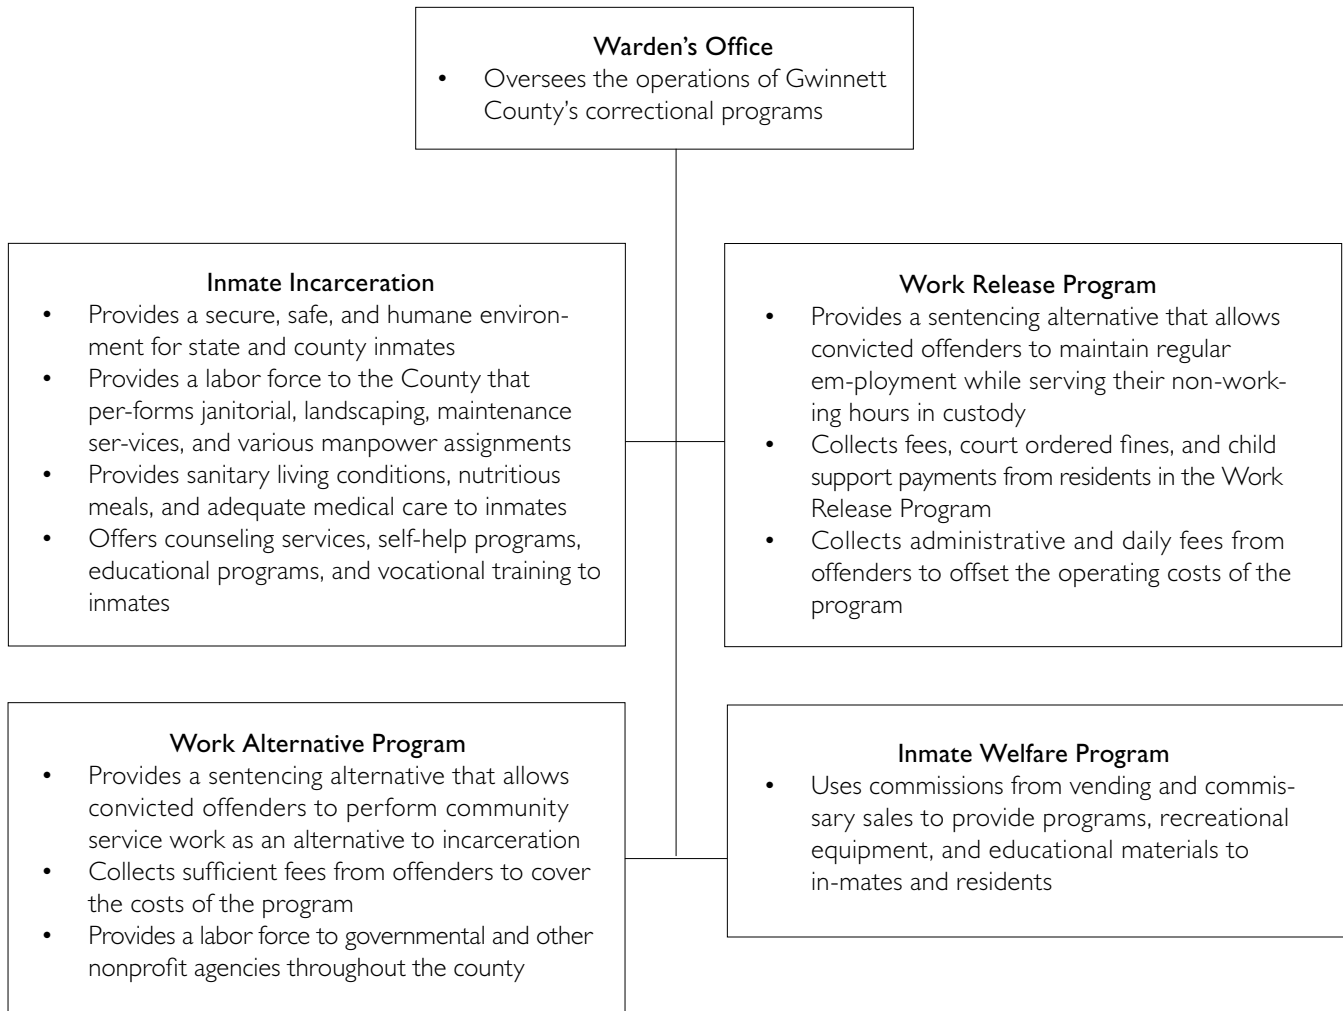 Warden's Office
• Oversees the operations of Gwinnett
County's correctional programs
Inmate Incarceration
• Provides a secure, safe, and humane environ-
ment for state and county inmates
• Provides a labor force to the County that
per-forms janitorial, landscaping, maintenance
ser-vices, and various manpower assignments
• Provides sanitary living conditions, nutritious
meals, and adequate medical care to inmates
• Offers counseling services, self-help programs,
educational programs, and vocational training to
inmates
Work Release Program
• Provides a sentencing alternative that allows
convicted offenders to maintain regular
em-ployment while serving their non-work-
ing hours in custody
• Collects fees, court ordered fines, and child
support payments from residents in the Work
Release Program
• Collects administrative and daily fees from
offenders to offset the operating costs of the
program
Work Alternative Program
• Provides a sentencing alternative that allows
convicted offenders to perform community
service work as an alternative to incarceration
• Collects sufficient fees from offenders to cover
the costs of the program
• Provides a labor force to governmental and other
nonprofit agencies throughout the county
Inmate Welfare Program
• Uses commissions from vending and commis-
sary sales to provide programs, recreational
equipment, and educational materials to
in-mates and residents